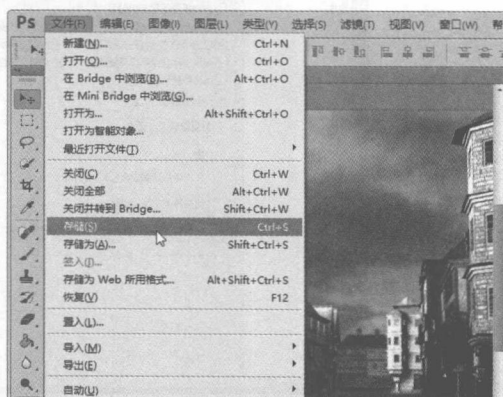 Ps 文件(F) 编辑(E) 图像(I) 图层(L) 类型(Y) 选择(S) 滤镜(T) 视图(V) 窗口(W) 帮
新建(N)... Ctrl+N
打开(O)... Ctrl+O
在 Bridge 中浏览(B)... Alt+Ctrl+O
在 Mini Bridge 中浏览(G)...
打开为... Alt+Shift+Ctrl+O
打开为智能对象...
最近打开文件(T)
关闭(C) Ctrl+W
关闭全部 Alt+Ctrl+W
关闭并转到 Bridge... Shift+Ctrl+W
存储(S) Ctrl+S
存储为(A)... Shift+Ctrl+S
签入(I)...
存储为 Web 所用格式... Alt+Shift+Ctrl+S
恢复(V) F12
置入(L)...
导入(M)
导出(E)
自动(U)